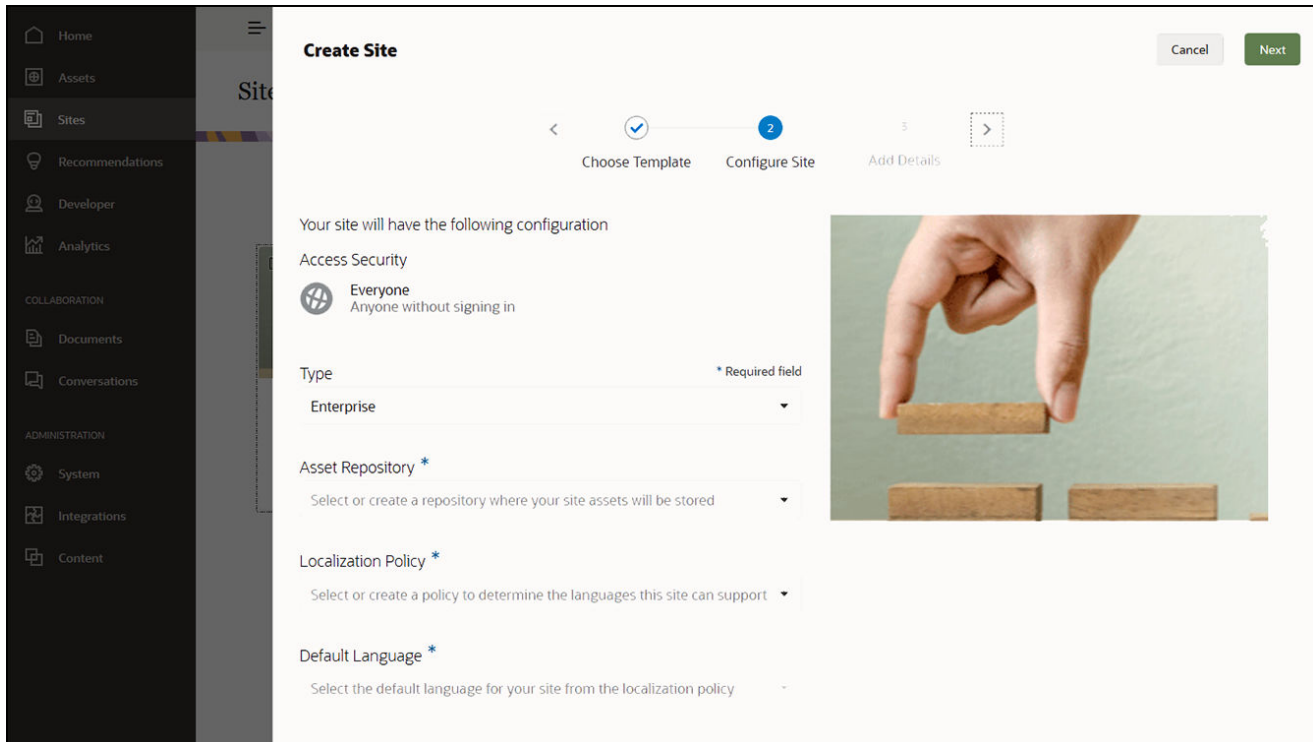 Home
Assets
Sites
Recommendations
Developer
Analytics
COLLABORATION
Documents
Conversations
ADMINISTRATION
System
Integrations
Content
Site
Create Site
Cancel
Next
2
3
Choose Template
Configure Site
Add Details
Your site will have the following configuration
Access Security
Everyone
Anyone without signing in
Type
* Required field
Enterprise
Asset Repository *
Select or create a repository where your site assets will be stored
Localization Policy *
Select or create a policy to determine the languages this site can support
Default Language *
Select the default language for your site from the localization policy